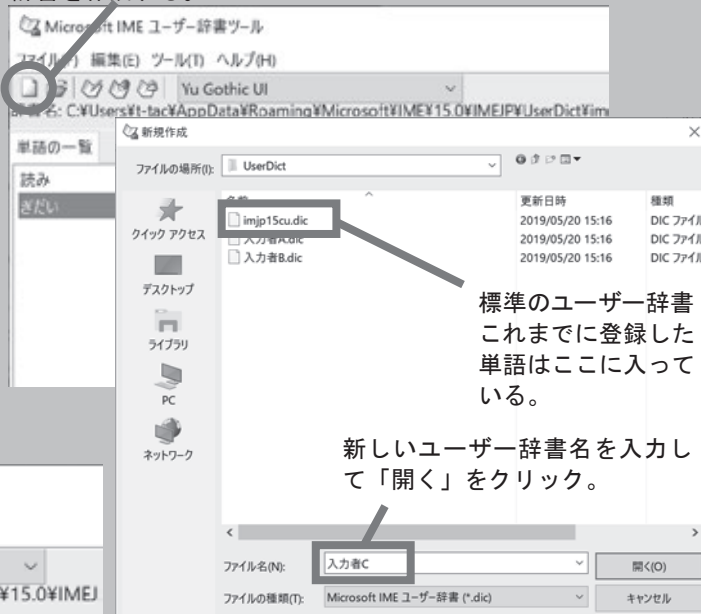 Microsoft IME ユーザー辞書ツール
編集(E) ツール(T) ヘルプ(H)
Yu Gothic UI
C:¥Users¥t-tac¥AppData¥Roaming¥Microsoft¥IME¥15.0¥IMEJP¥UserDict¥im
単語の一覧
読み
ぎだい
新規作成
ファイルの場所(I): UserDict
更新日時 種類
imjp15cu.dic 2019/05/20 15:16 DIC ファイル
入力者A.dic 2019/05/20 15:16 DIC ファイル
入力者B.dic 2019/05/20 15:16 DIC ファイル
クイック アクセス
デスクトップ
ライブラリ
PC
ネットワーク
標準のユーザー辞書
これまでに登録した
単語はここに入って
いる。
新しいユーザー辞書名を入力し
て「開く」をクリック。
ファイル名(N): 入力者C 開く(O)
ファイルの種類(T): Microsoft IME ユーザー辞書 (*.dic) キャンセル
¥15.0¥IMEJ